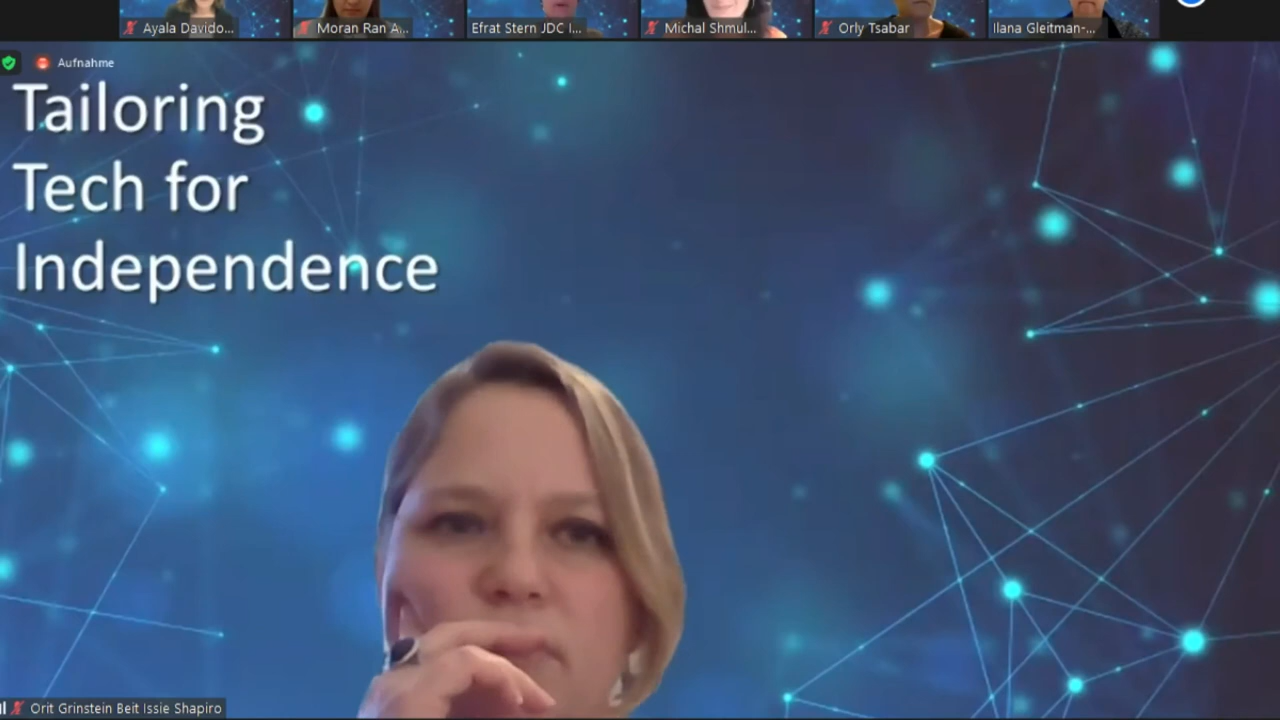 Ayala Davido...
Moran Ran A...
Efrat Stern JDC I...
Michal Shmul...
Orly Tsabar
Ilana Gleitman-...
Aufnahme
Tailoring
Tech for
Independence
Orit Grinstein Beit Issie Shapiro